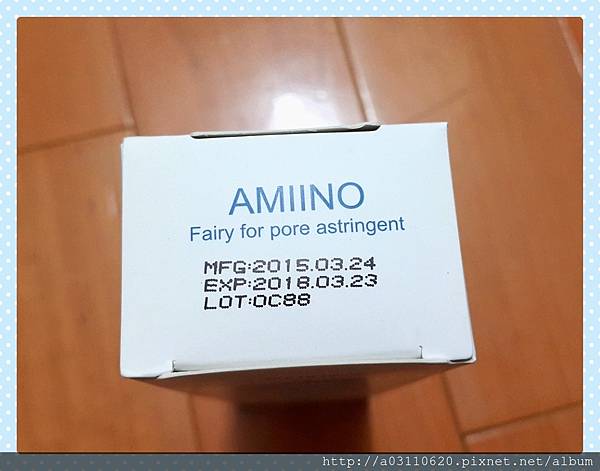 AMIINO
Fairy for pore astringent
MFG:2015.03.24
EXP:2018.03.23
LOT:0C88
http://a03110620.pixnet.net/album